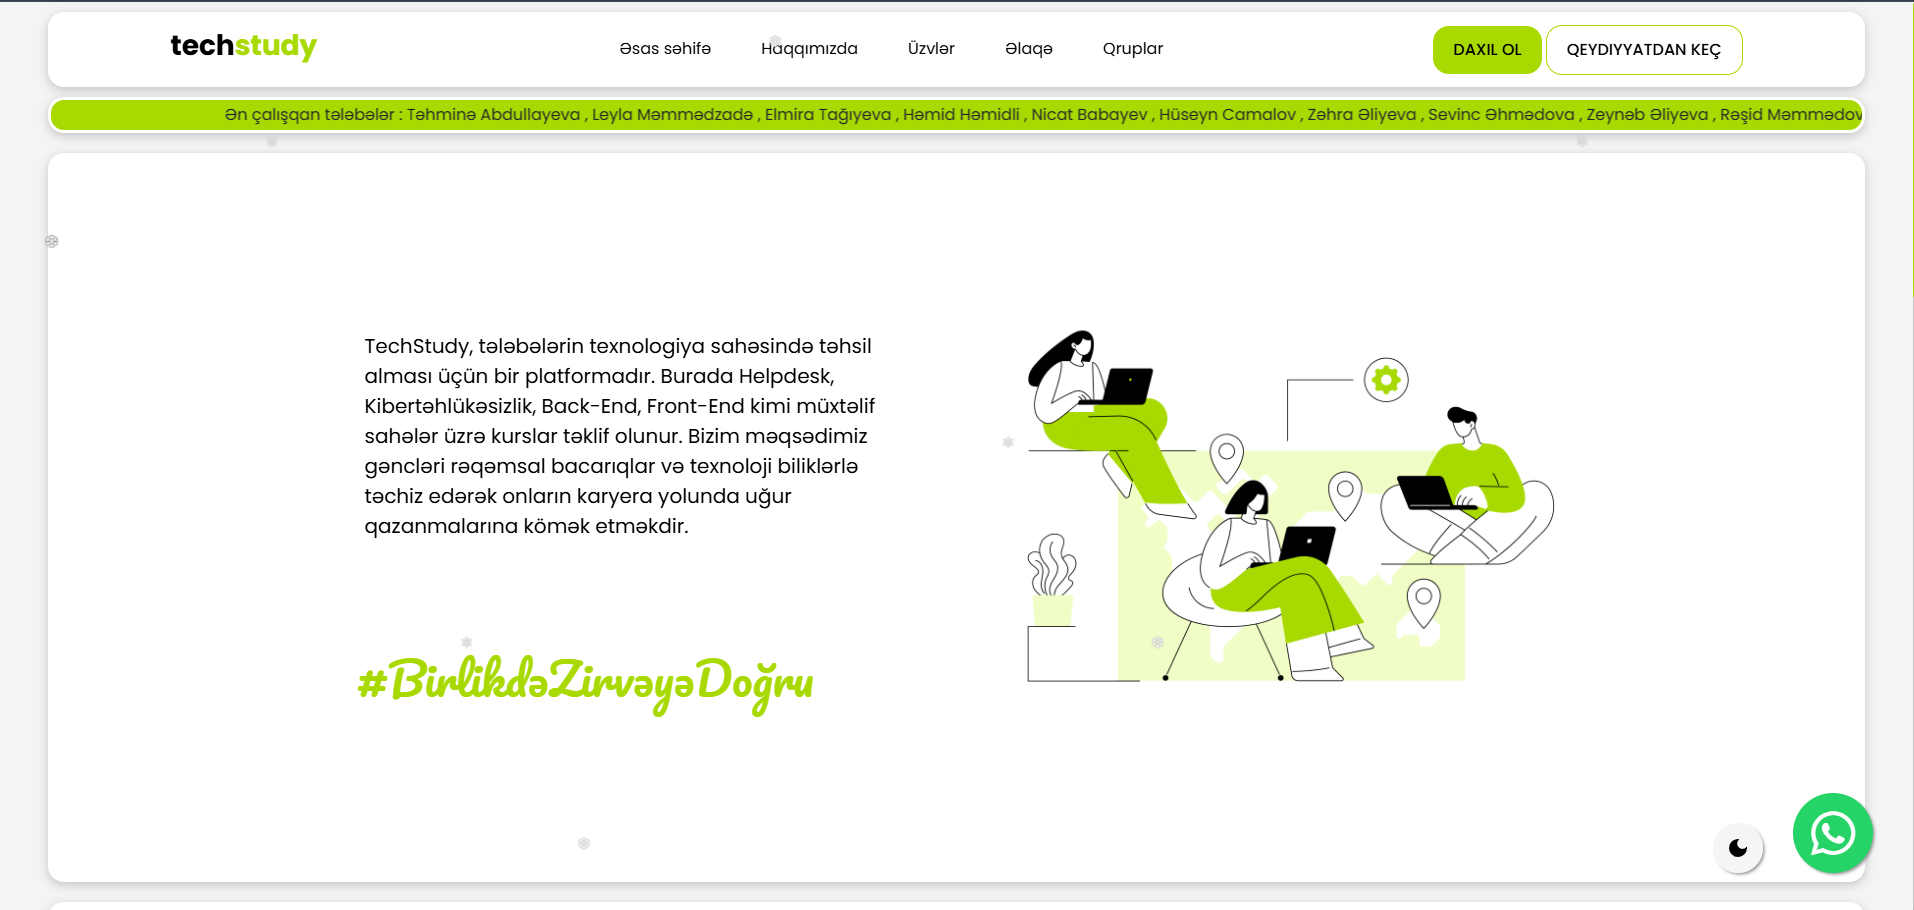 techstudy
Əsas səhifə Haqqımızda Üzvlər Əlaqə Qruplar
DAXIL OL QEYDIYYATDAN KEÇ
Ən çalışqan tələbələr : Təhminə Abdullayeva , Leyla Məmmədzadə , Elmira Tağıyeva , Həmid Həmidli , Nicat Babayev , Hüseyn Camalov , Zəhra Əliyeva , Sevinc Əhmədova , Zeynəb Əliyeva , Rəşid Məmmədov
TechStudy, tələbələrin texnologiya sahəsində təhsil
alması üçün bir platformadır. Burada Helpdesk,
Kibertəhlükəsizlik, Back-End, Front-End kimi müxtəlif
sahələr üzrə kurslar təklif olunur. Bizim məqsədimiz
gəncləri rəqəmsal bacarıqlar və texnoloji biliklərlə
təchiz edərək onların karyera yolunda uğur
qazanmalarına kömək etməkdir.
#BirlikdəZirvəyəDoğru